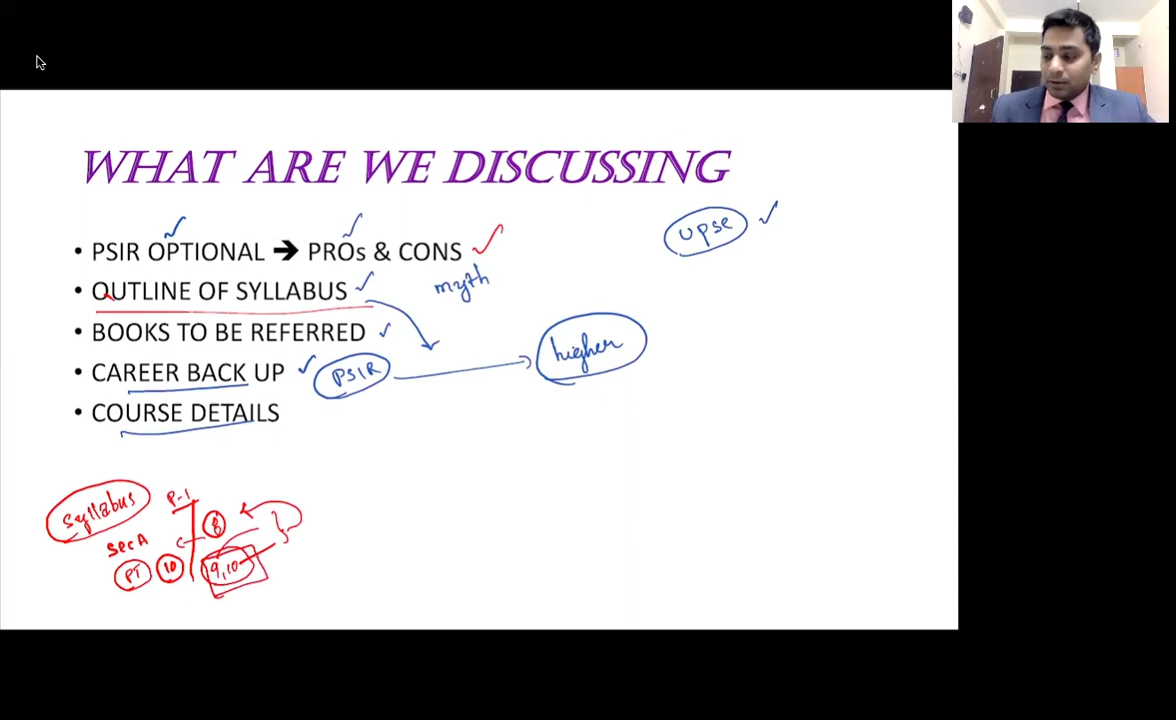 WHAT ARE WE DISCUSSING
upse
• PSIR OPTIONAL ➔ PROs & CONS
myth
• OUTLINE OF SYLLABUS
• BOOKS TO BE REFERRED
higher
• CAREER BACK UP
PSIR
• COURSE DETAILS
Syllabus
P-1
8
Sec A
PT
10
9,10